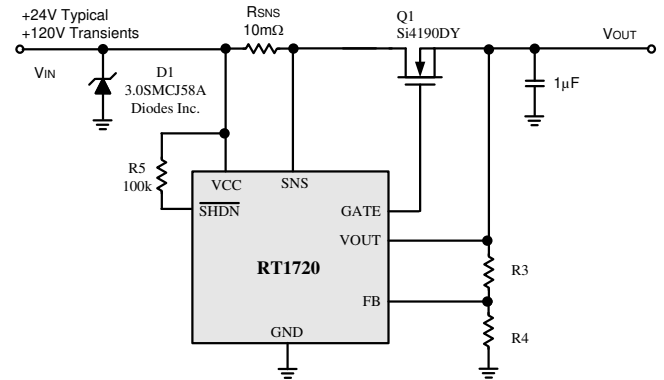 +24V Typical
+120V Transients
RSNS
10mΩ
Q1
Si4190DY
VOUT
VIN
D1
3.0SMCJ58A
Diodes Inc.
1μF
R5
100k
VCC
SNS
SHDN
GATE
VOUT
RT1720
R3
FB
R4
GND